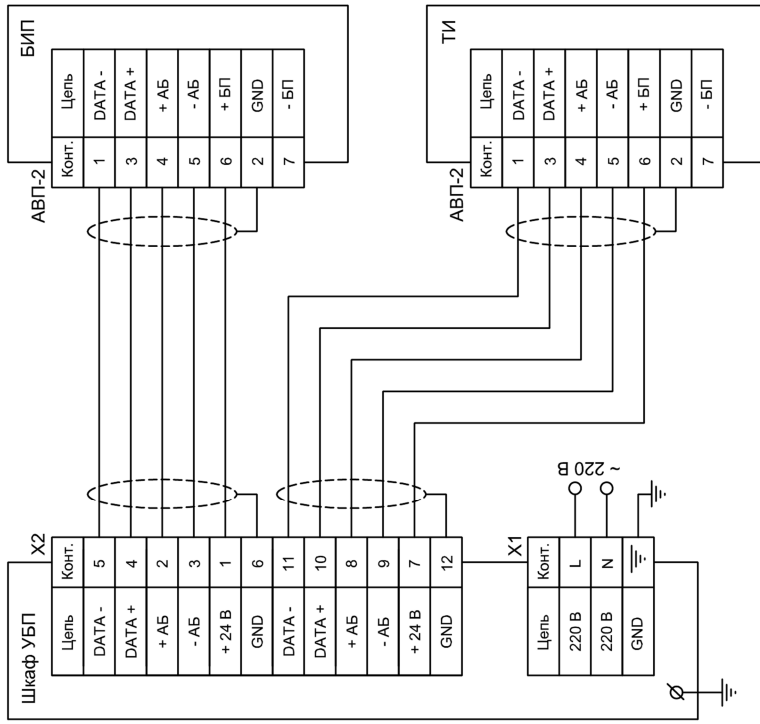 Шкаф УБП
X2
Цепь Конт.
DATA - 5
DATA + 4
+ АБ 2
- АБ 3
+ 24 В 1
GND 6
DATA - 11
DATA + 10
+ АБ 8
- АБ 9
+ 24 В 7
GND 12
X1
Цепь Конт.
220 В L
220 В N
GND
~ 220 В
БИП
АВП-2
Конт. Цепь
1 DATA -
3 DATA +
4 + АБ
5 - АБ
6 + БП
2 GND
7 - БП
ТИ
АВП-2
Конт. Цепь
1 DATA -
3 DATA +
4 + АБ
5 - АБ
6 + БП
2 GND
7 - БП